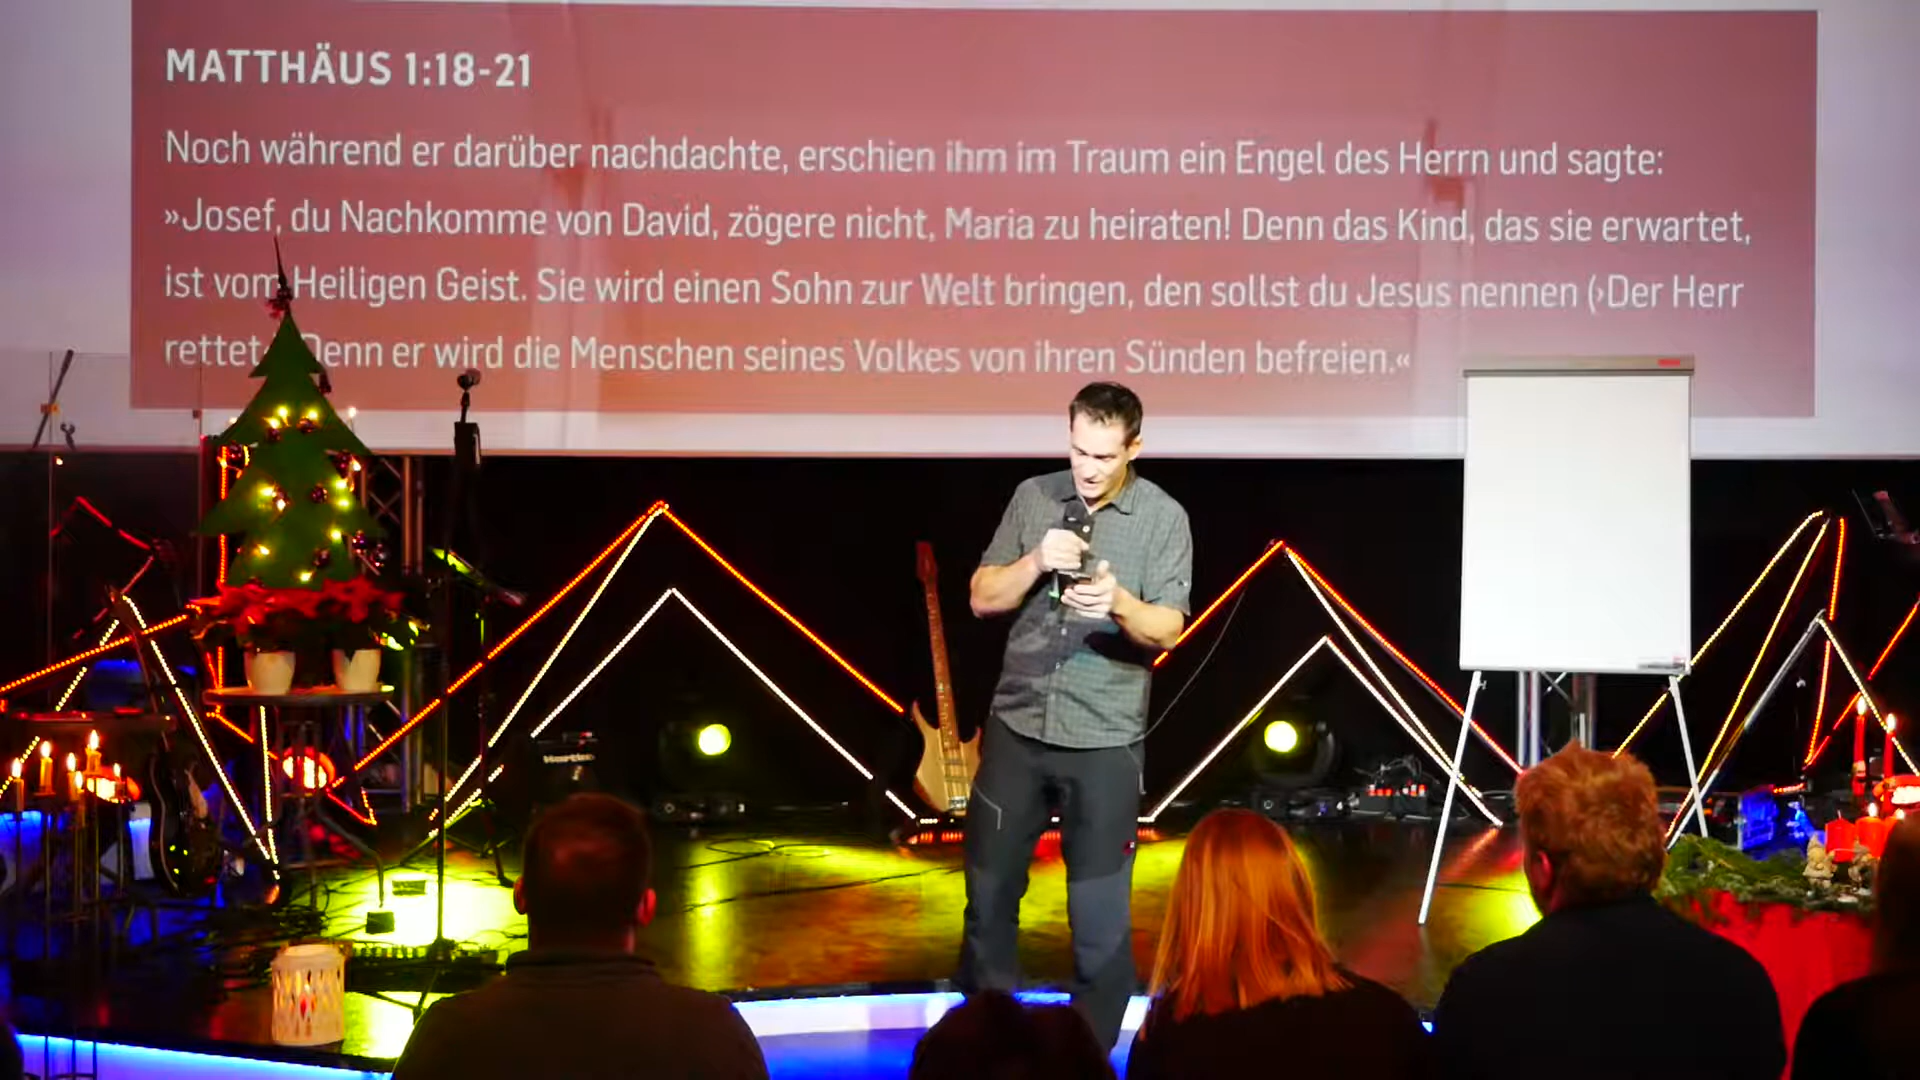 MATTHÄUS 1:18-21
Noch während er darüber nachdachte, erschien ihm im Traum ein Engel des Herrn und sagte:
»Josef, du Nachkomme von David, zögere nicht, Maria zu heiraten! Denn das Kind, das sie erwartet,
ist vom Heiligen Geist. Sie wird einen Sohn zur Welt bringen, den sollst du Jesus nennen (›Der Herr
rettet Denn er wird die Menschen seines Volkes von ihren Sünden befreien.«